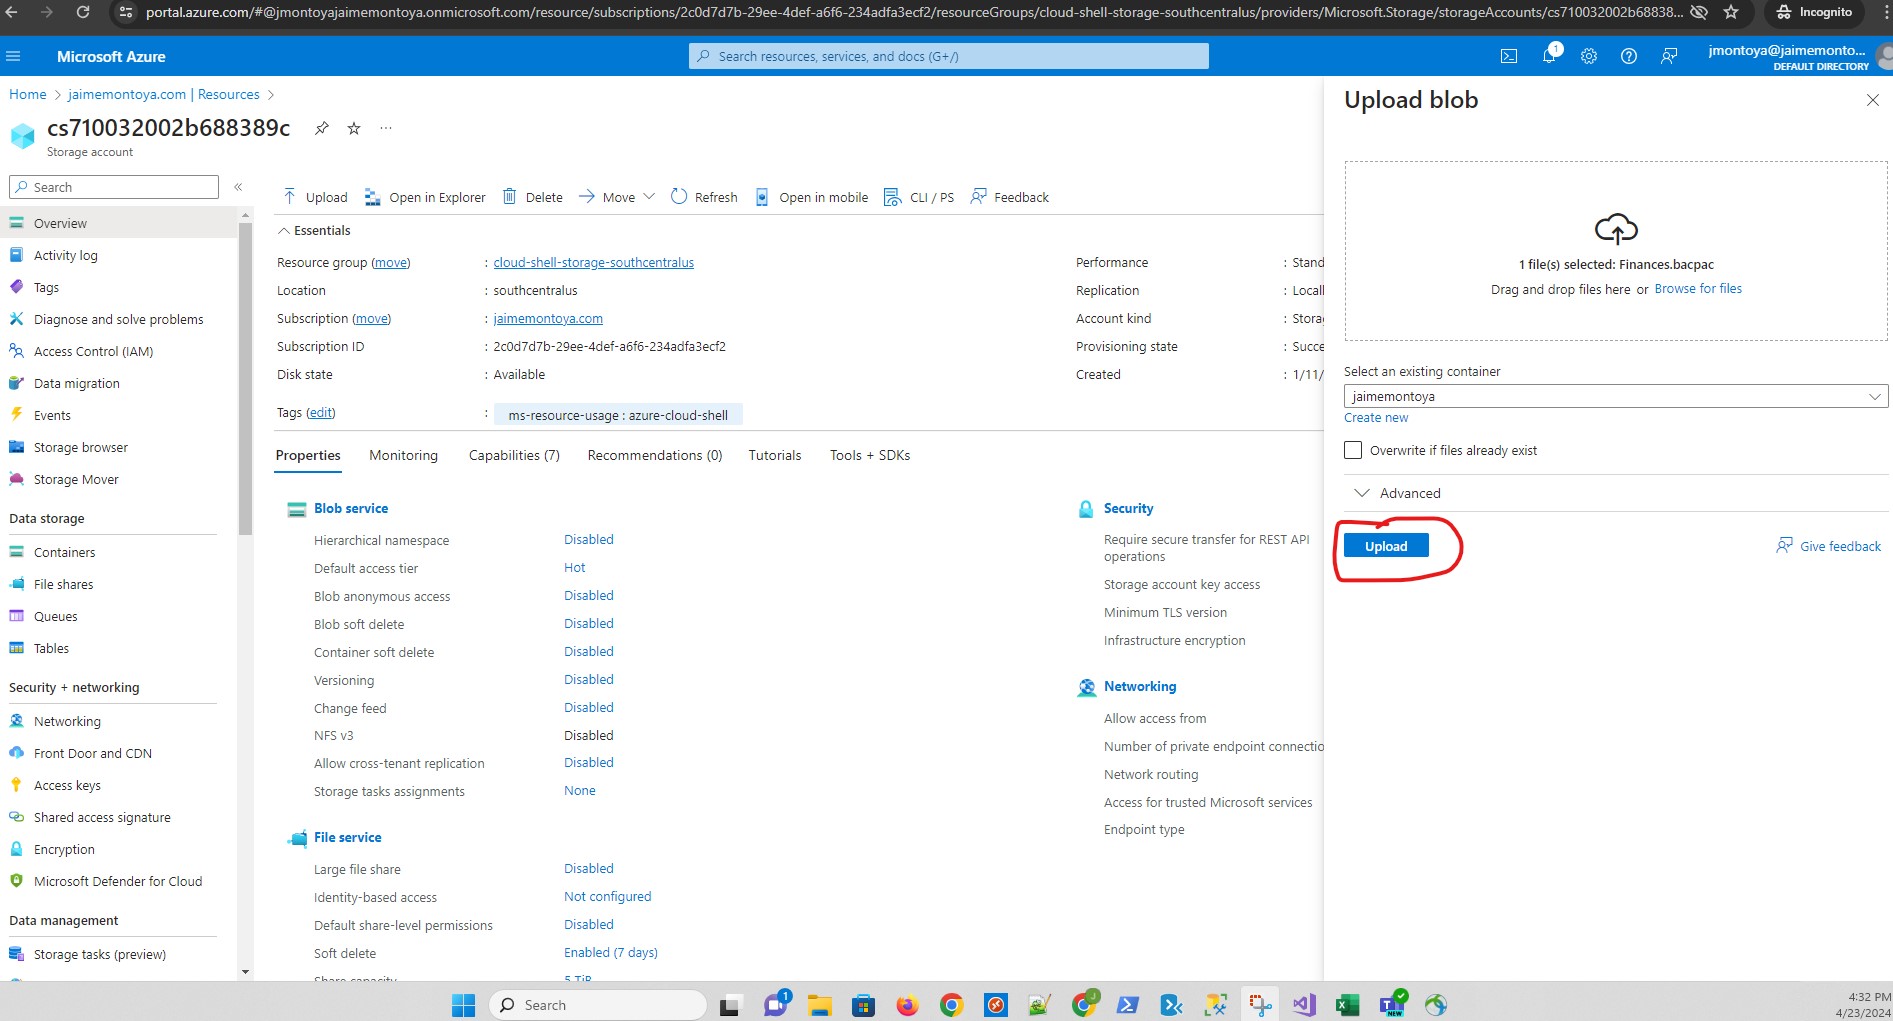 portal.azure.com/#@jmontoyajaimemontoya.onmicrosoft.com/resource/subscriptions/2c0d7d7b-29ee-4def-a6f6-234adfa3ecf2/resourceGroups/cloud-shell-storage-southcentralus/providers/Microsoft.Storage/storageAccounts/cs710032002b68838... Incognito
Microsoft Azure
Search resources, services, and docs (G+/)
1
jmontoya@jaimemonto...
DEFAULT DIRECTORY
Home > jaimemontoya.com | Resources >
cs710032002b688389c
Storage account
Search
Overview
Activity log
Tags
Diagnose and solve problems
Access Control (IAM)
Data migration
Events
Storage browser
Storage Mover
Data storage
Containers
File shares
Queues
Tables
Security + networking
Networking
Front Door and CDN
Access keys
Shared access signature
Encryption
Microsoft Defender for Cloud
Data management
Storage tasks (preview)
Upload Open in Explorer Delete Move Refresh Open in mobile CLI / PS Feedback
Essentials
Resource group (move) : cloud-shell-storage-southcentralus
Location : southcentralus
Subscription (move) : jaimemontoya.com
Subscription ID : 2c0d7d7b-29ee-4def-a6f6-234adfa3ecf2
Disk state : Available
Tags (edit) : ms-resource-usage : azure-cloud-shell
Performance : Stand
Replication : Locall
Account kind : Stora
Provisioning state : Succe
Created : 1/11/
Properties Monitoring Capabilities (7) Recommendations (0) Tutorials Tools + SDKs
Blob service
Hierarchical namespace Disabled
Default access tier Hot
Blob anonymous access Disabled
Blob soft delete Disabled
Container soft delete Disabled
Versioning Disabled
Change feed Disabled
NFS v3 Disabled
Allow cross-tenant replication Disabled
Storage tasks assignments None
File service
Large file share Disabled
Identity-based access Not configured
Default share-level permissions Disabled
Soft delete Enabled (7 days)
Share capacity 5 TiB
Security
Require secure transfer for REST API
operations
Storage account key access
Minimum TLS version
Infrastructure encryption
Networking
Allow access from
Number of private endpoint connectio
Network routing
Access for trusted Microsoft services
Endpoint type
Upload blob
1 file(s) selected: Finances.bacpac
Drag and drop files here or Browse for files
Select an existing container
jaimemontoya
Create new
Overwrite if files already exist
Advanced
Upload
Give feedback
Search
1
NEW
4:32 PM
4/23/2024